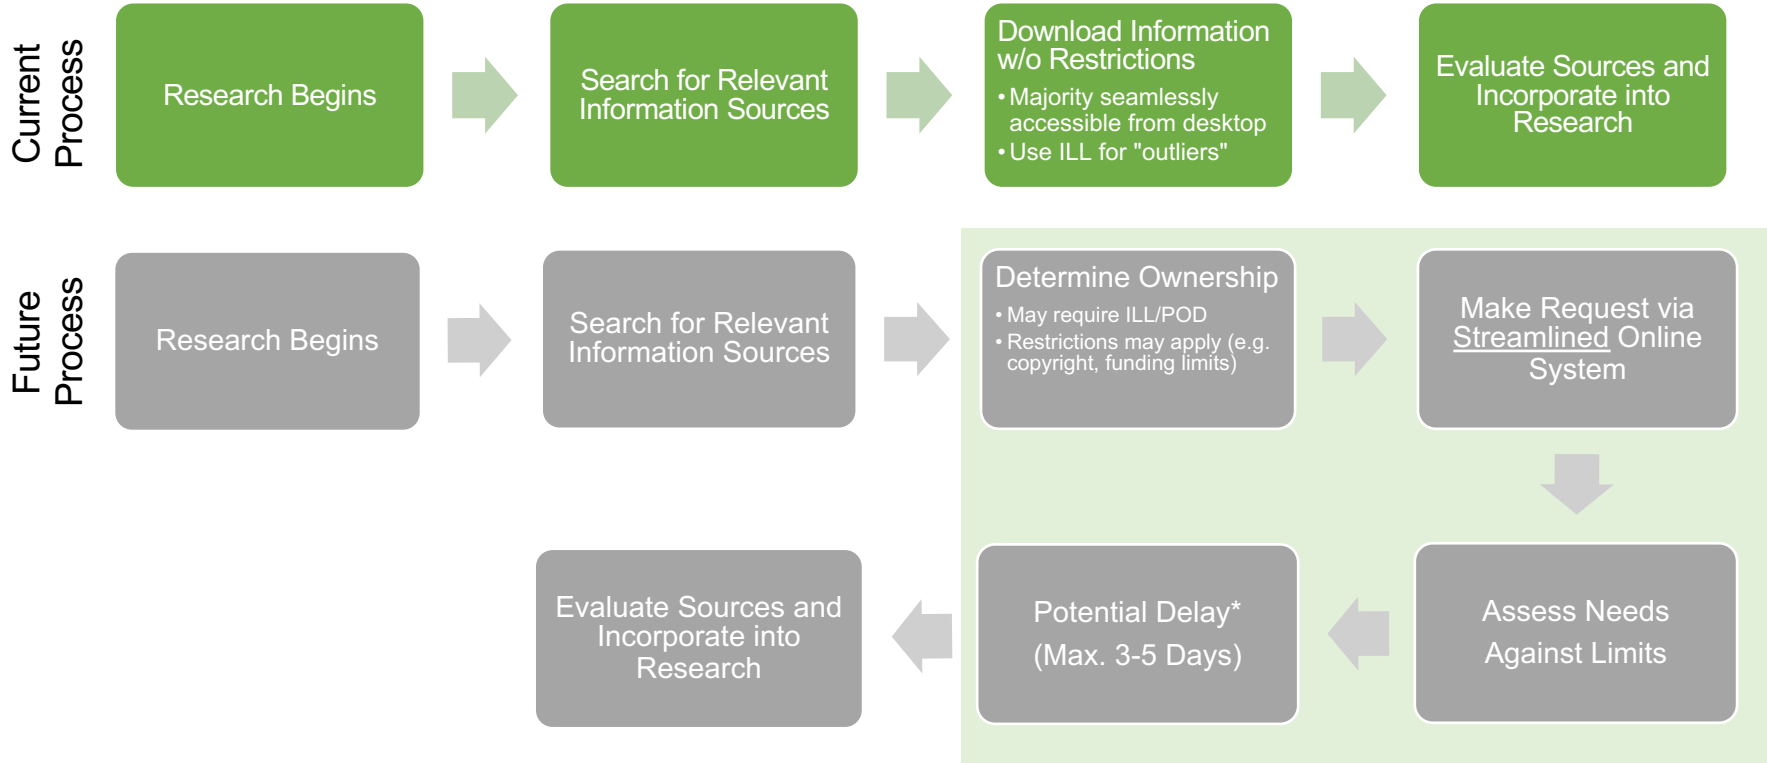 Current
Process
Research Begins
Search for Relevant
Information Sources
Download Information
w/o Restrictions
• Majority seamlessly
accessible from desktop
• Use ILL for "outliers"
Evaluate Sources and
Incorporate into
Research
Future
Process
Research Begins
Search for Relevant
Information Sources
Determine Ownership
• May require ILL/POD
• Restrictions may apply (e.g.
copyright, funding limits)
Make Request via
Streamlined Online
System
Assess Needs
Against Limits
Potential Delay*
(Max. 3-5 Days)
Evaluate Sources and
Incorporate into
Research